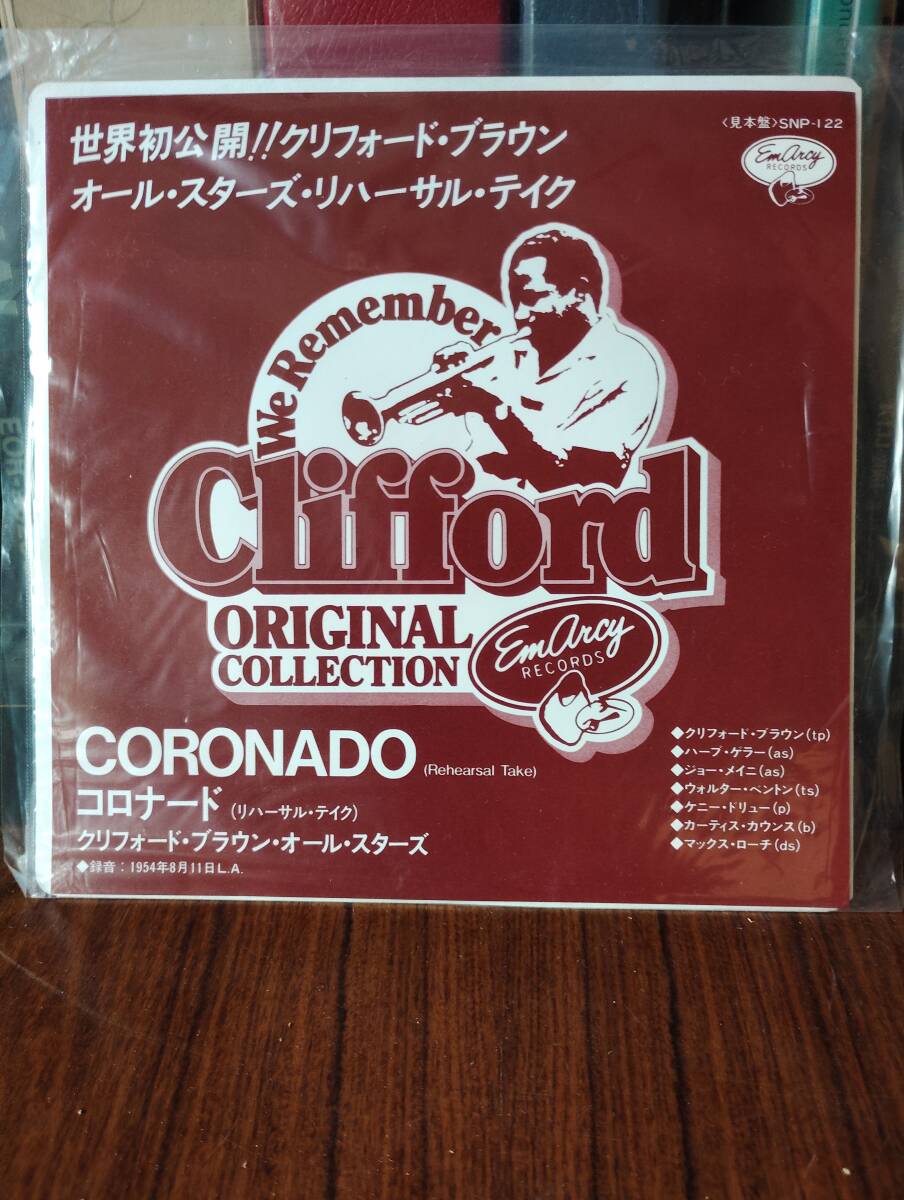 世界初公開!!クリフォード・ブラウン
オール・スターズ・リハーサル・テイク
〈見本盤〉SNP-122
EmArcy
RECORDS
We Remember
Clifford
ORIGINAL
COLLECTION
EmArcy
RECORDS
CORONADO (Rehearsal Take)
コロナード (リハーサル・テイク)
クリフォード・ブラウン・オール・スターズ
◆録音：1954年8月11日L.A.
◆クリフォード・ブラウン(tp)
◆ハーブ・ゲラー(as)
◆ジョー・メイニ(as)
◆ウォルター・ベントン(ts)
◆ケニー・ドリュー(p)
◆カーティス・カウンス(b)
◆マックス・ローチ(ds)